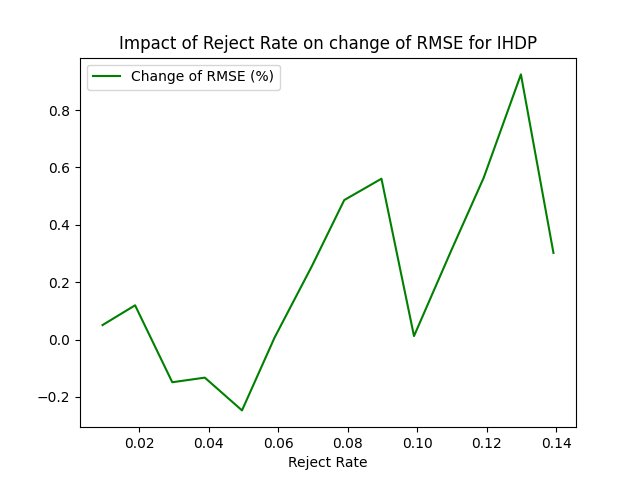 Impact of Reject Rate on change of RMSE for IHDP
Change of RMSE (%)
0.8
0.6
0.4
0.2
0.0
−0.2
0.02 0.04 0.06 0.08 0.10 0.12 0.14
Reject Rate